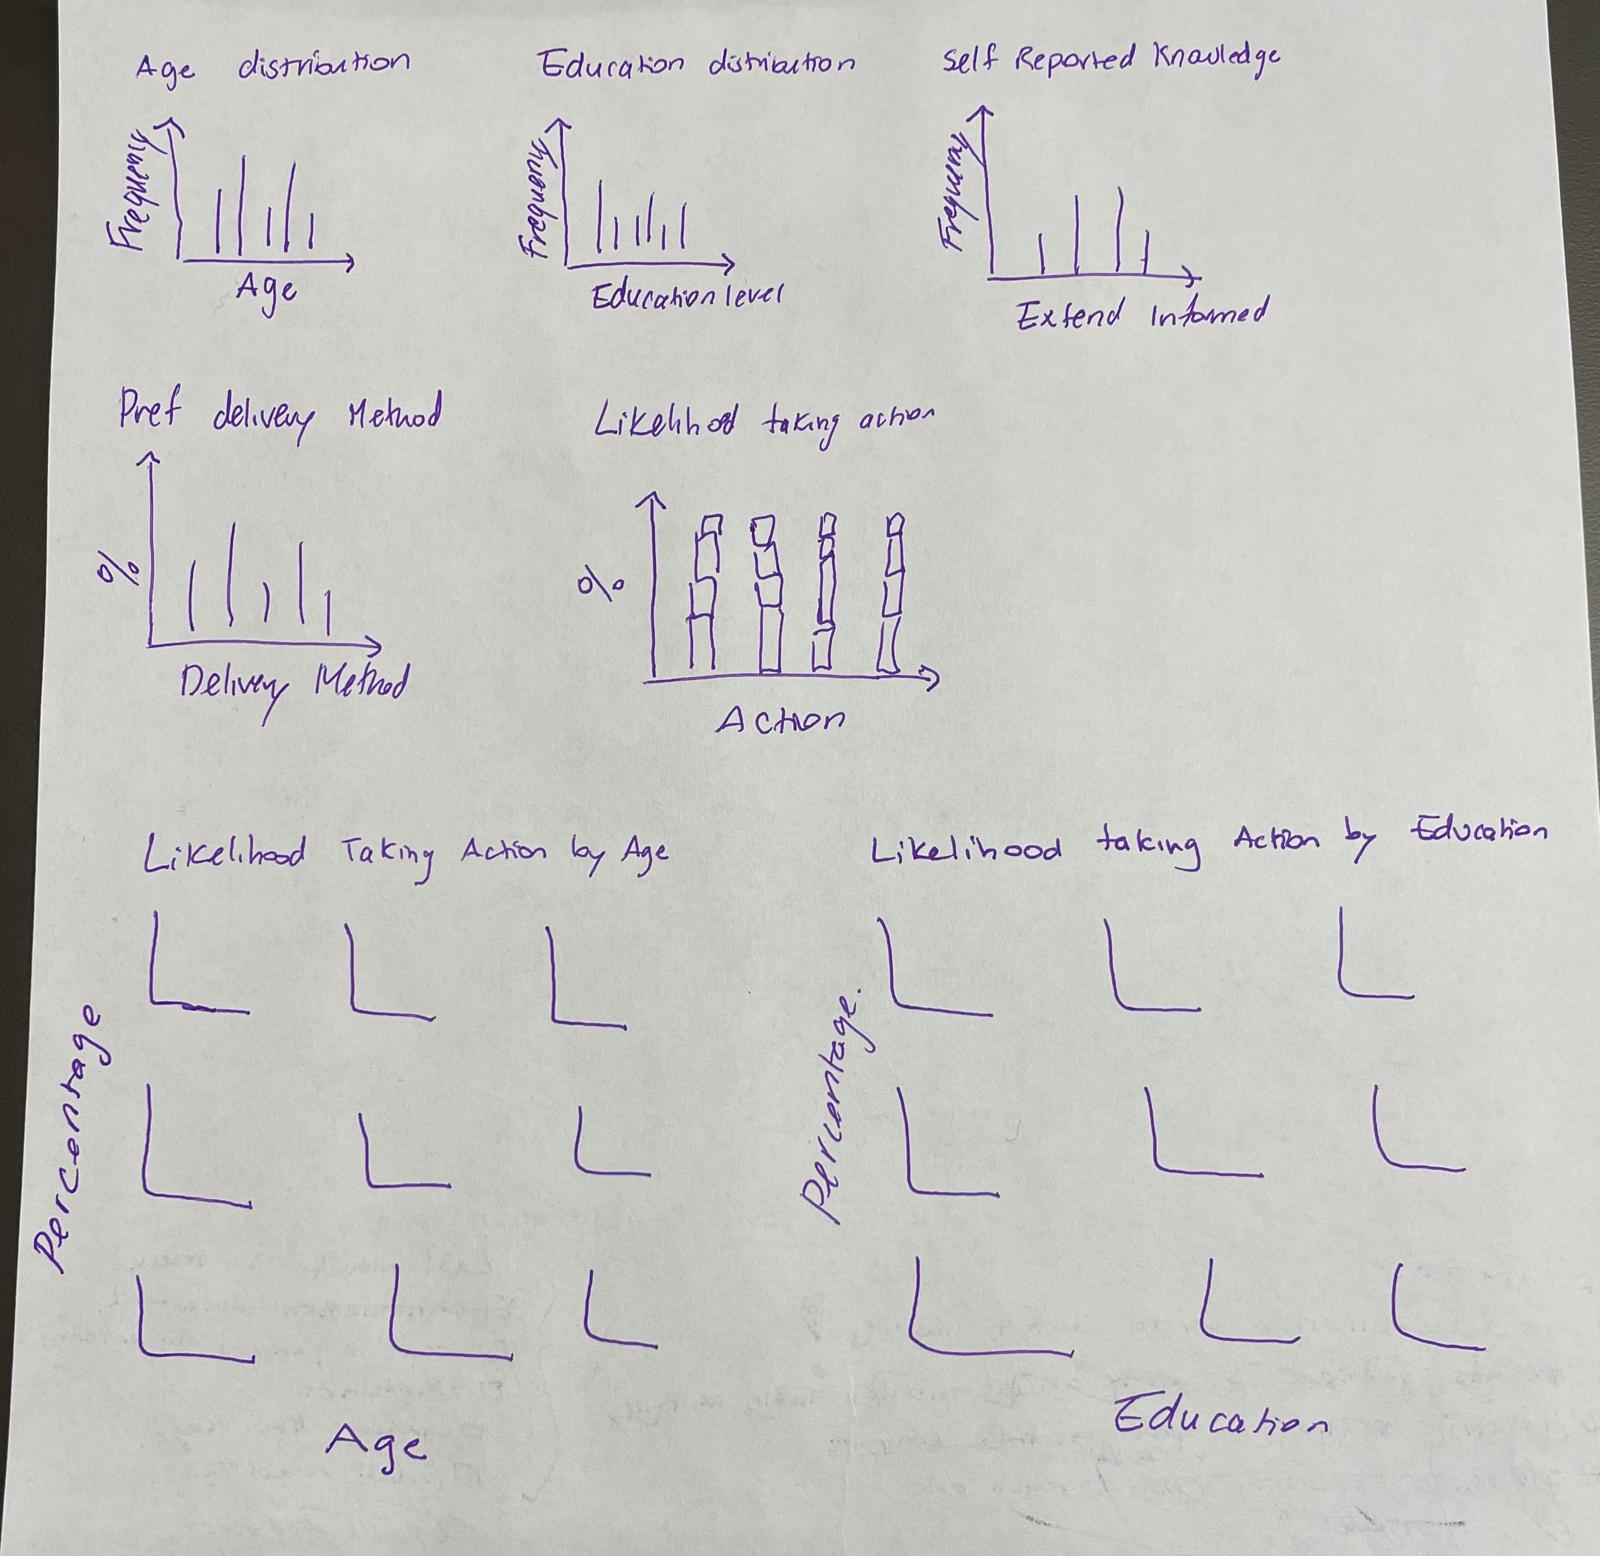 Age distribution
Frequency
Age
Education distribution
Frequency
Education level
Self Reported Knowledge
Frequency
Extend Informed
Pref delivery Method
%
Delivery Method
Likelihhod taking action
%
Action
Likelihood Taking Action by Age
Percentage
Age
Likelihood taking Action by Education
Percentage.
Education